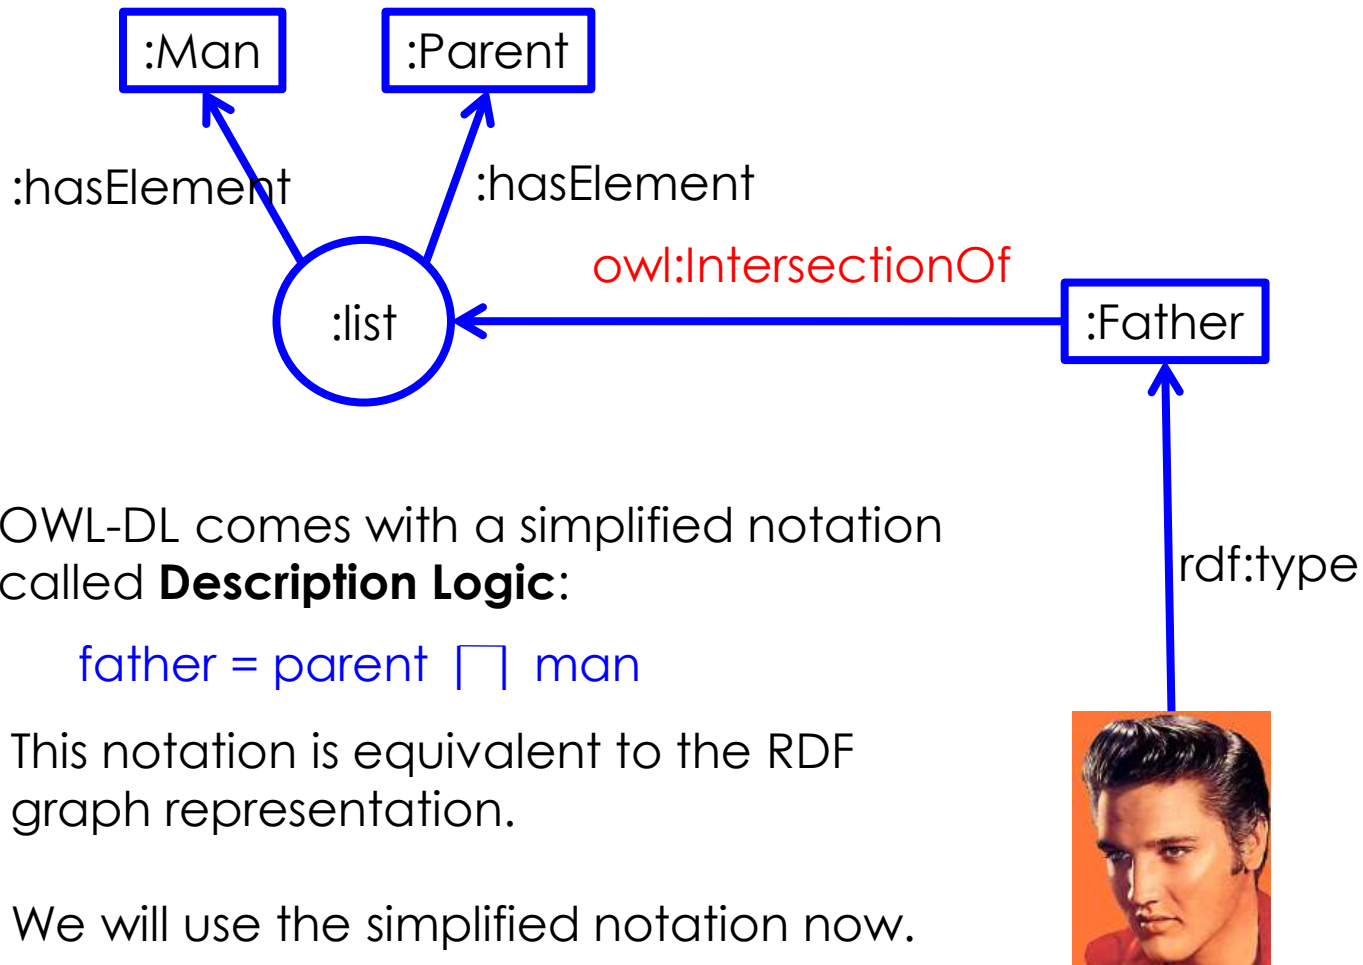 :Man
:Parent
:hasElement
:hasElement
owl:IntersectionOf
:list
:Father
OWL-DL comes with a simplified notation
called Description Logic:
rdf:type
father = parent ⊓ man
This notation is equivalent to the RDF
graph representation.
We will use the simplified notation now.